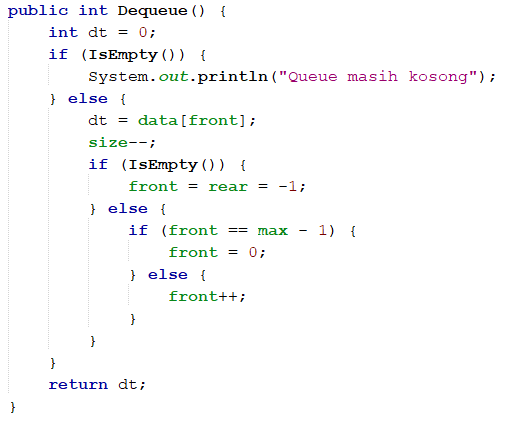 public int Dequeue() {
    int dt = 0;
    if (IsEmpty()) {
        System.out.println("Queue masih kosong");
    } else {
        dt = data[front];
        size--;
        if (IsEmpty()) {
            front = rear = -1;
        } else {
            if (front == max - 1) {
                front = 0;
            } else {
                front++;
            }
        }
    }
    return dt;
}